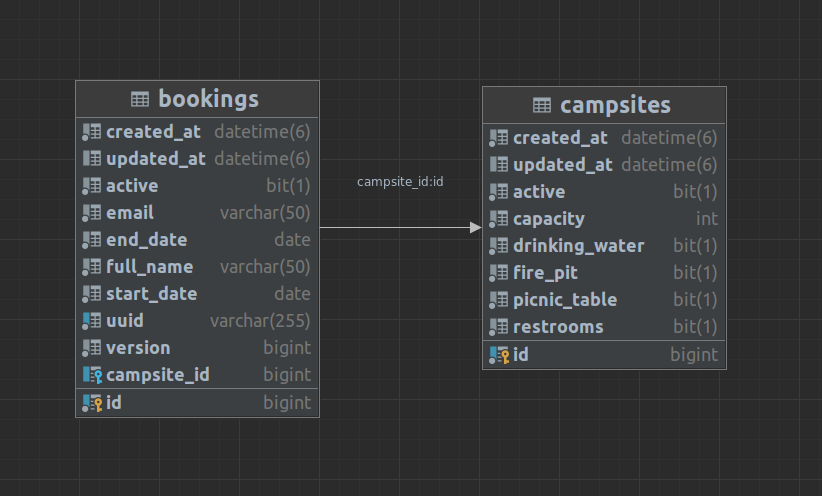 bookings
created_at datetime(6)
updated_at datetime(6)
active bit(1)
email varchar(50)
end_date date
full_name varchar(50)
start_date date
uuid varchar(255)
version bigint
campsite_id bigint
id bigint
campsite_id:id
campsites
created_at datetime(6)
updated_at datetime(6)
active bit(1)
capacity int
drinking_water bit(1)
fire_pit bit(1)
picnic_table bit(1)
restrooms bit(1)
id bigint